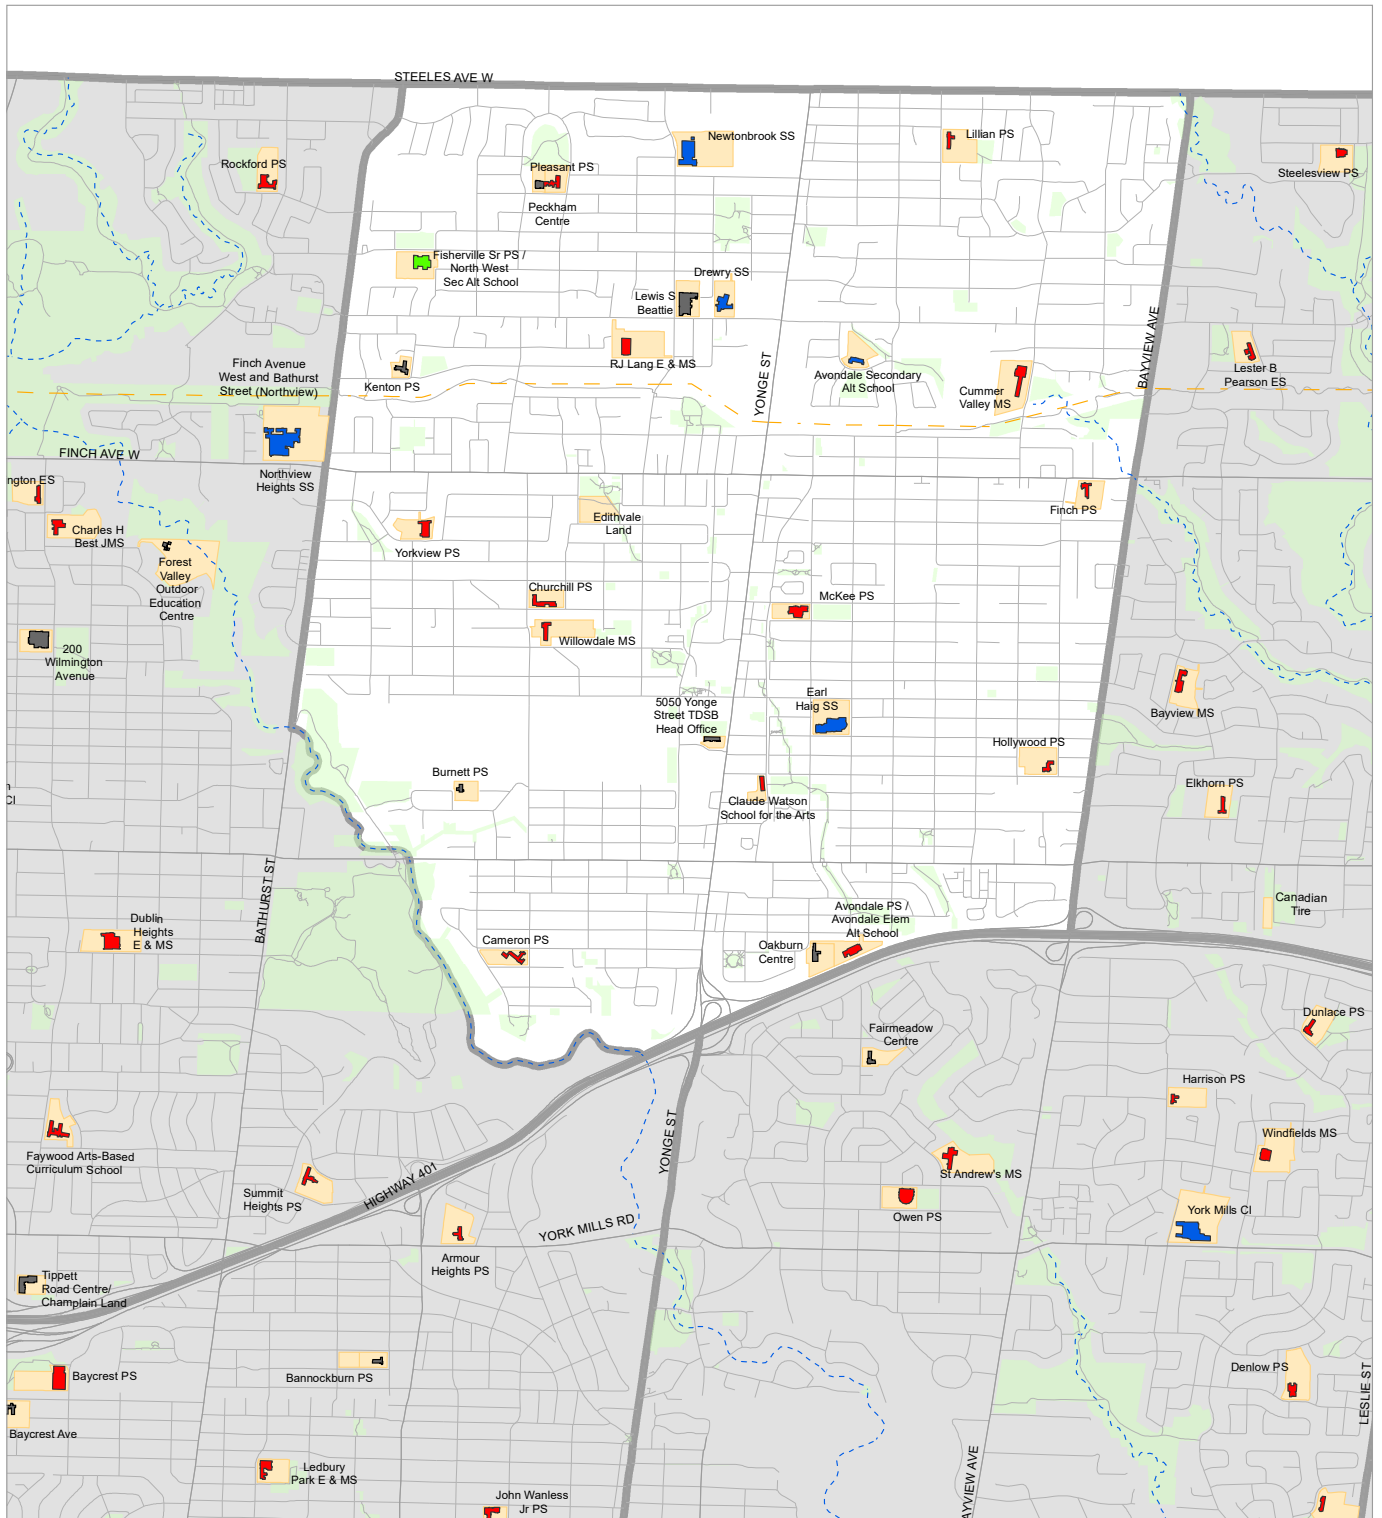 STEELES AVE W
Newtonbrook SS
Lillian PS
Rockford PS
Pleasant PS
Steelesview PS
Peckham
Centre
Fisherville Sr PS /
North West
Sec Alt School
Drewry SS
Lewis S
Beattie
BAYVIEW AVE
YONGE ST
Finch Avenue
West and Bathurst
Street (Northview)
RJ Lang E & MS
Kenton PS
Avondale Secondary
Alt School
Cummer
Valley MS
Lester B
Pearson ES
FINCH AVE W
Northview
Heights SS
ngton ES
Finch PS
Charles H
Best JMS
Edithvale
Land
Yorkview PS
Forest
Valley
Outdoor
Education
Centre
Churchill PS
McKee PS
Willowdale MS
200
Wilmington
Avenue
Earl
Haig SS
5050 Yonge
Street TDSB
Head Office
Bayview MS
Hollywood PS
Burnett PS
Elkhorn PS
CI
Claude Watson
School for the Arts
BATHURST ST
Canadian
Tire
Avondale PS /
Avondale Elem
Alt School
Dublin
Heights
E & MS
Cameron PS
Oakburn
Centre
Dunlace PS
Fairmeadow
Centre
Harrison PS
Windfields MS
Faywood Arts-Based
Curriculum School
YONGE ST
HIGHWAY 401
St Andrew's MS
Summit
Heights PS
Owen PS
York Mills CI
YORK MILLS RD
Armour
Heights PS
Tippett
Road Centre/
Champlain Land
Baycrest PS
Bannockburn PS
Denlow PS
LESLIE ST
Baycrest Ave
Ledbury
Park E & MS
AYVIEW AVE
John Wanless
Jr PS